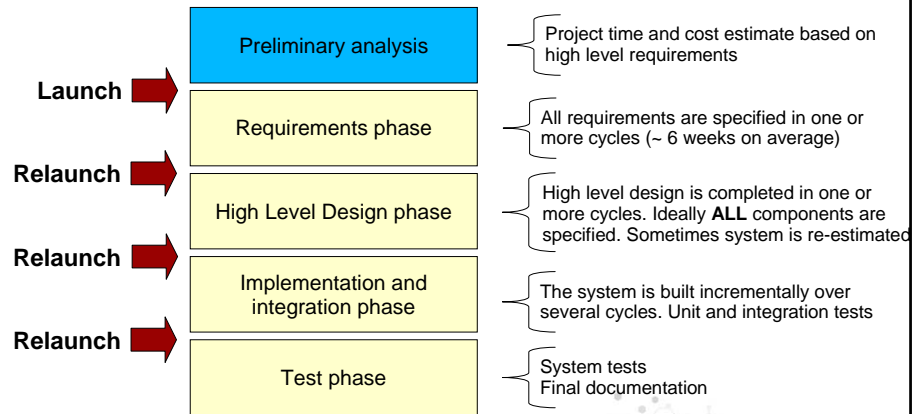 Preliminary analysis
Project time and cost estimate based on
high level requirements
Launch
Requirements phase
All requirements are specified in one or
more cycles (~ 6 weeks on average)
Relaunch
High Level Design phase
High level design is completed in one or
more cycles. Ideally ALL components are
specified. Sometimes system is re-estimated
Relaunch
Implementation and
integration phase
The system is built incrementally over
several cycles. Unit and integration tests
Relaunch
Test phase
System tests
Final documentation